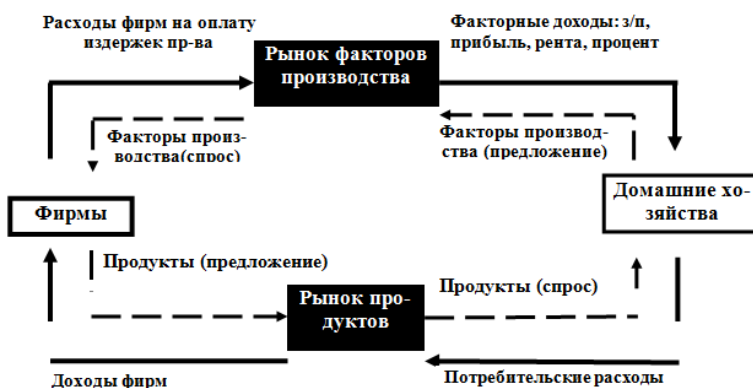 Расходы фирм на оплату
издержек пр-ва
Факторные доходы: з/п,
прибыль, рента, процент
Рынок факторов
производства
Факторы произ-
водства(спрос)
Факторы производ-
ства (предложение)
Фирмы
Домашние хо-
зяйства
Продукты (предложение)
Продукты (спрос)
Рынок про-
дуктов
Доходы фирм
Потребительские расходы